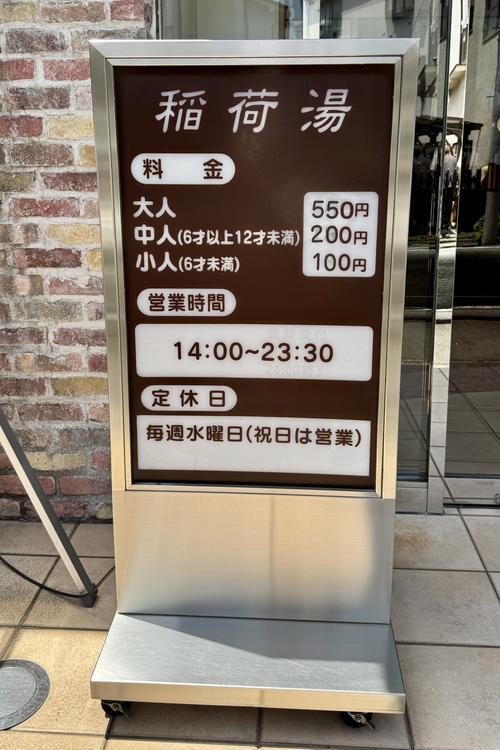 稲荷湯
料 金
大人 550円
中人(6才以上12才未満) 200円
小人(6才未満) 100円
営業時間
14:00~23:30
定休日
毎週水曜日(祝日は営業)